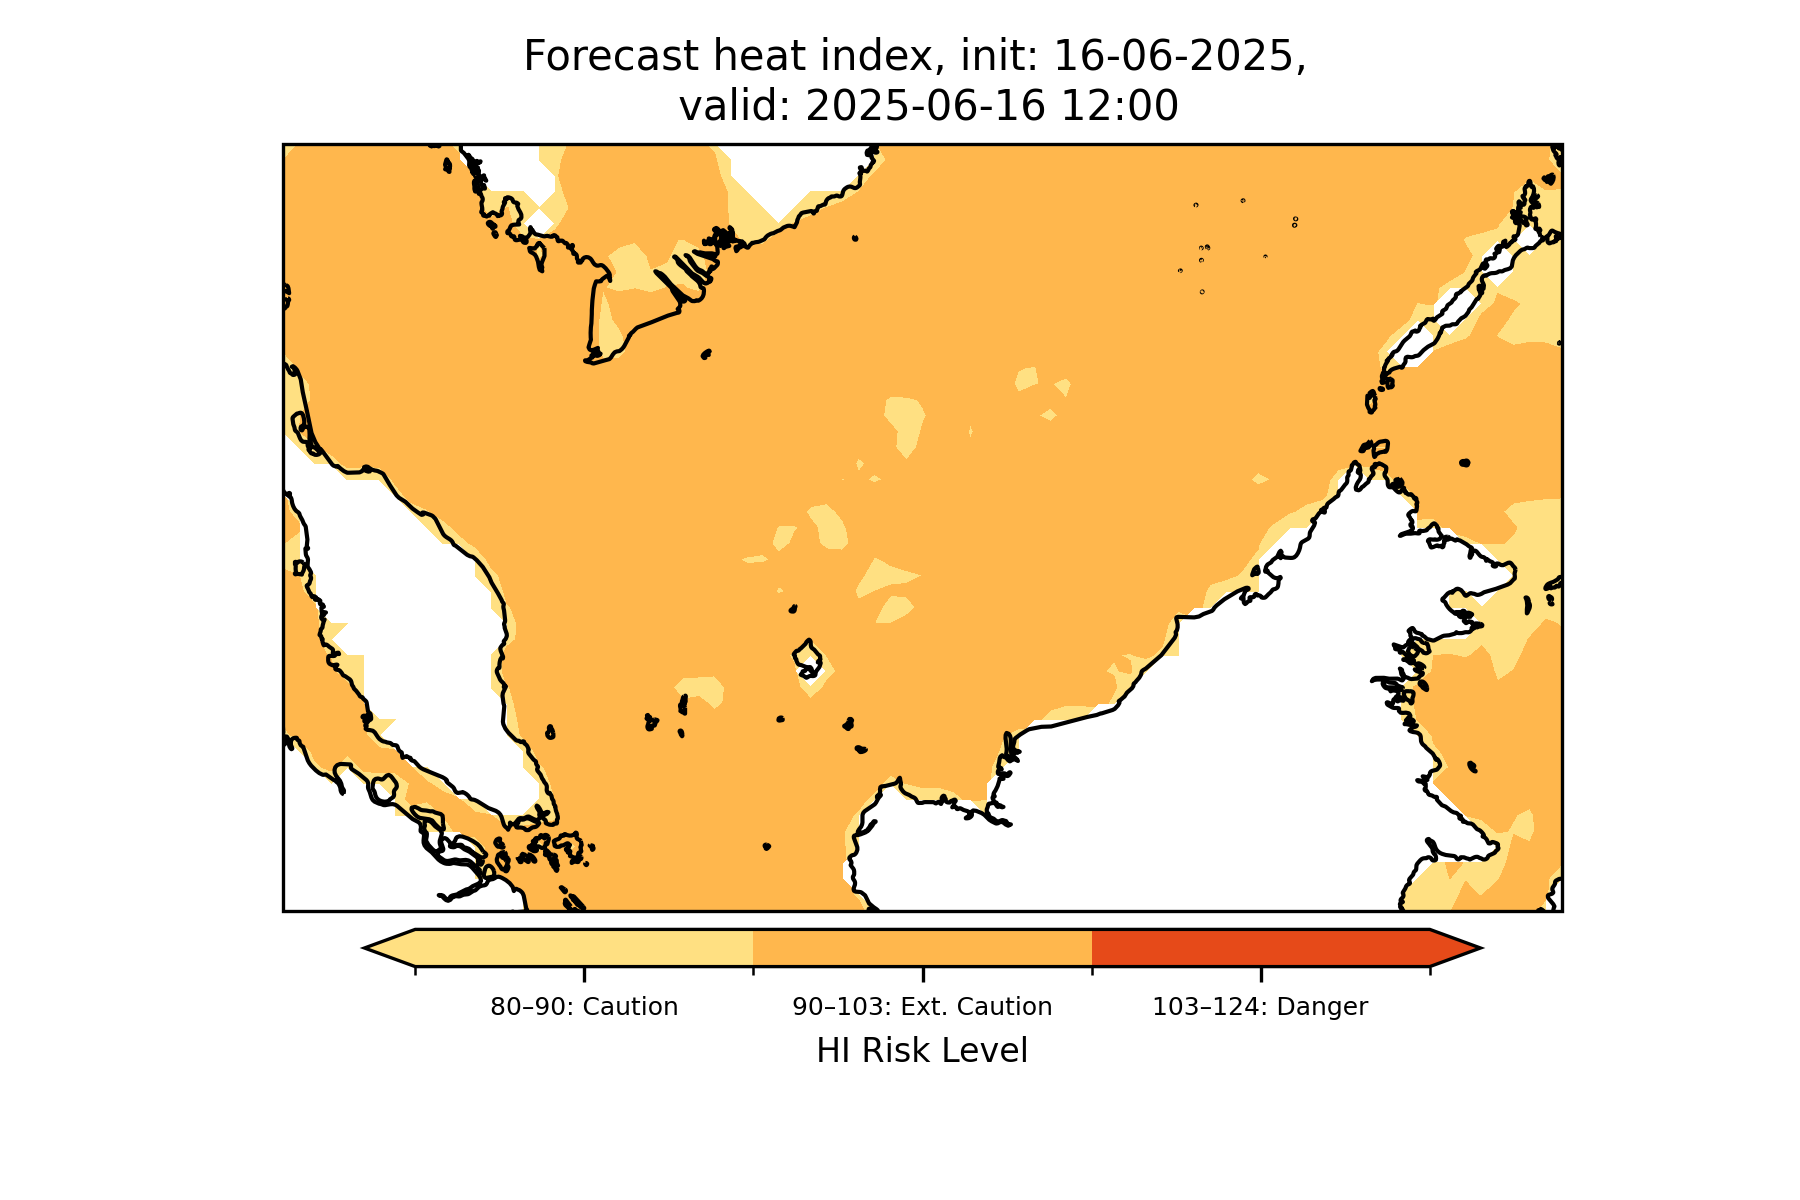 Forecast heat index, init: 16-06-2025,
valid: 2025-06-16 12:00
80–90: Caution
90–103: Ext. Caution
103–124: Danger
HI Risk Level